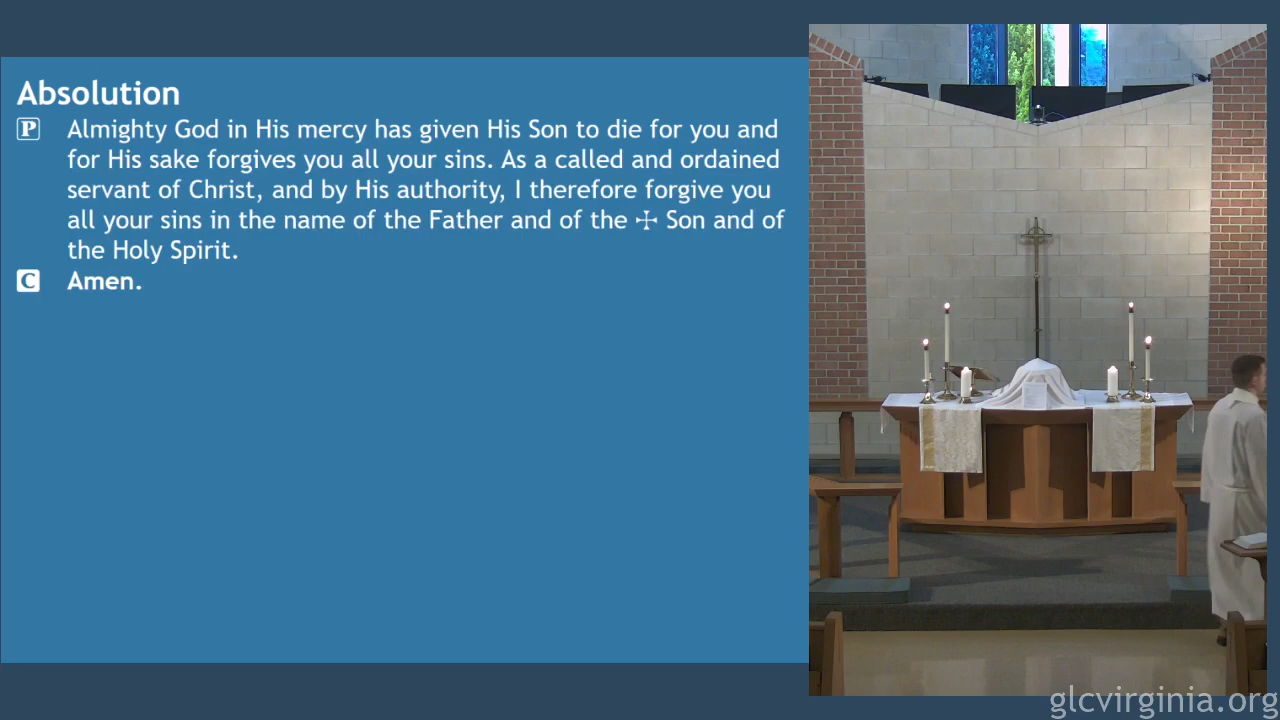 Absolution
P Almighty God in His mercy has given His Son to die for you and
for His sake forgives you all your sins. As a called and ordained
servant of Christ, and by His authority, I therefore forgive you
all your sins in the name of the Father and of the ☩ Son and of
the Holy Spirit.
C Amen.
glcvirginia.org